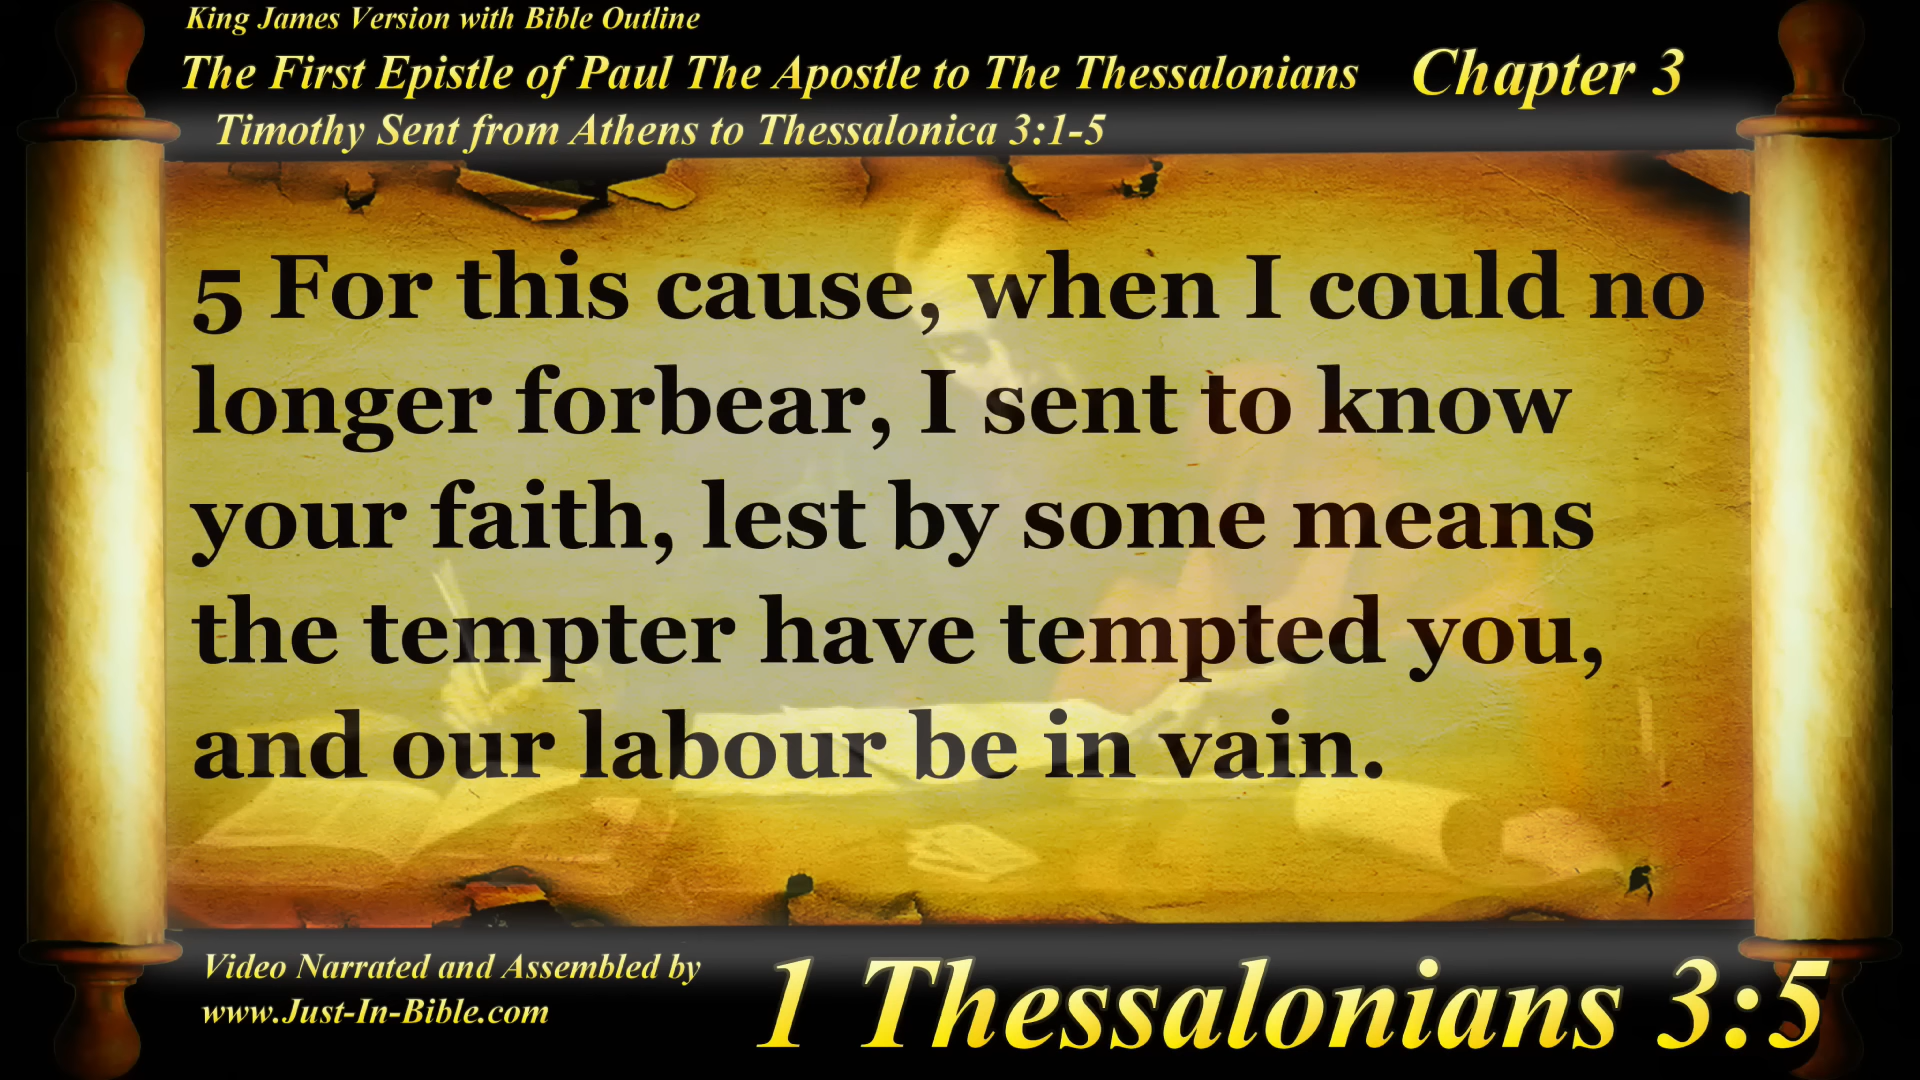 King James Version with Bible Outline
The First Epistle of Paul The Apostle to The Thessalonians Chapter 3
Timothy Sent from Athens to Thessalonica 3:1-5
5 For this cause, when I could no
longer forbear, I sent to know
your faith, lest by some means
the tempter have tempted you,
and our labour be in vain.
Video Narrated and Assembled by
www.Just-In-Bible.com
1 Thessalonians 3:5